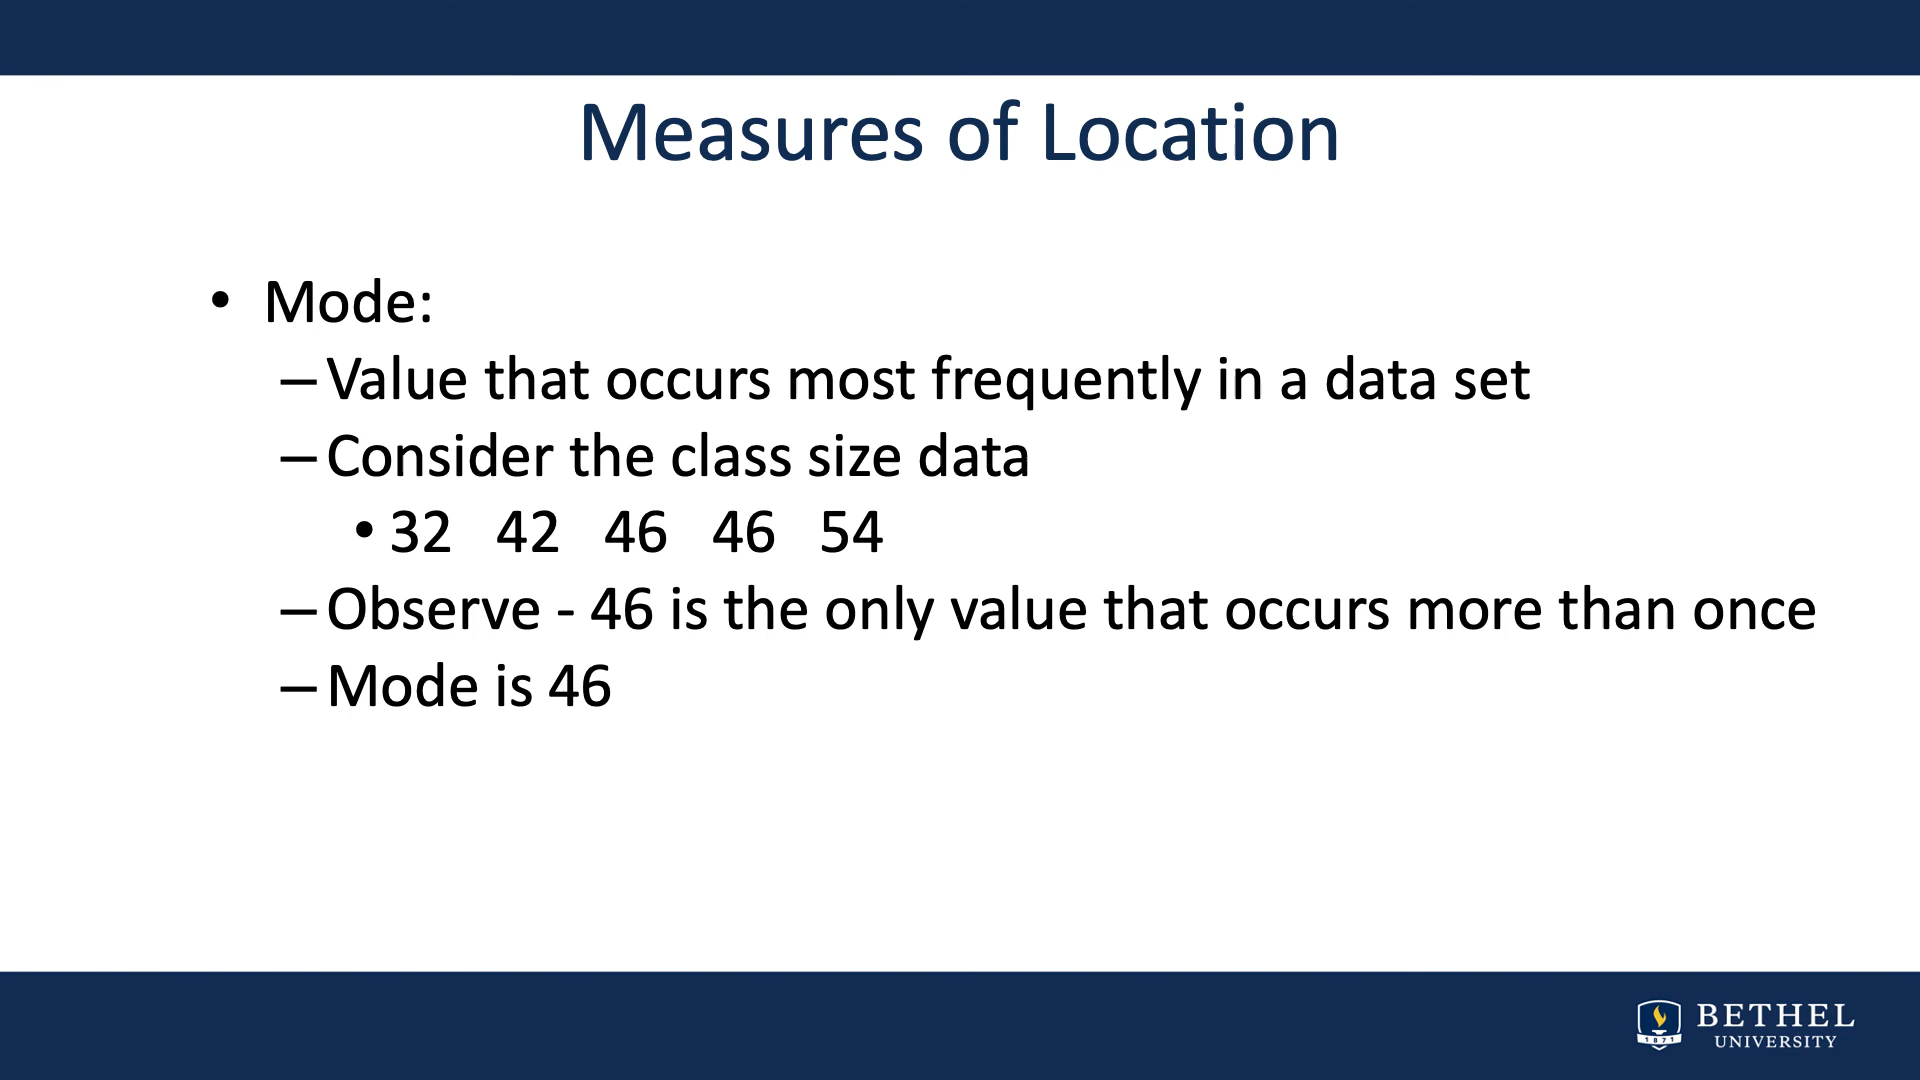 Measures of Location
• Mode:
– Value that occurs most frequently in a data set
– Consider the class size data
• 32 42 46 46 54
– Observe - 46 is the only value that occurs more than once
– Mode is 46
1871
BETHEL
UNIVERSITY